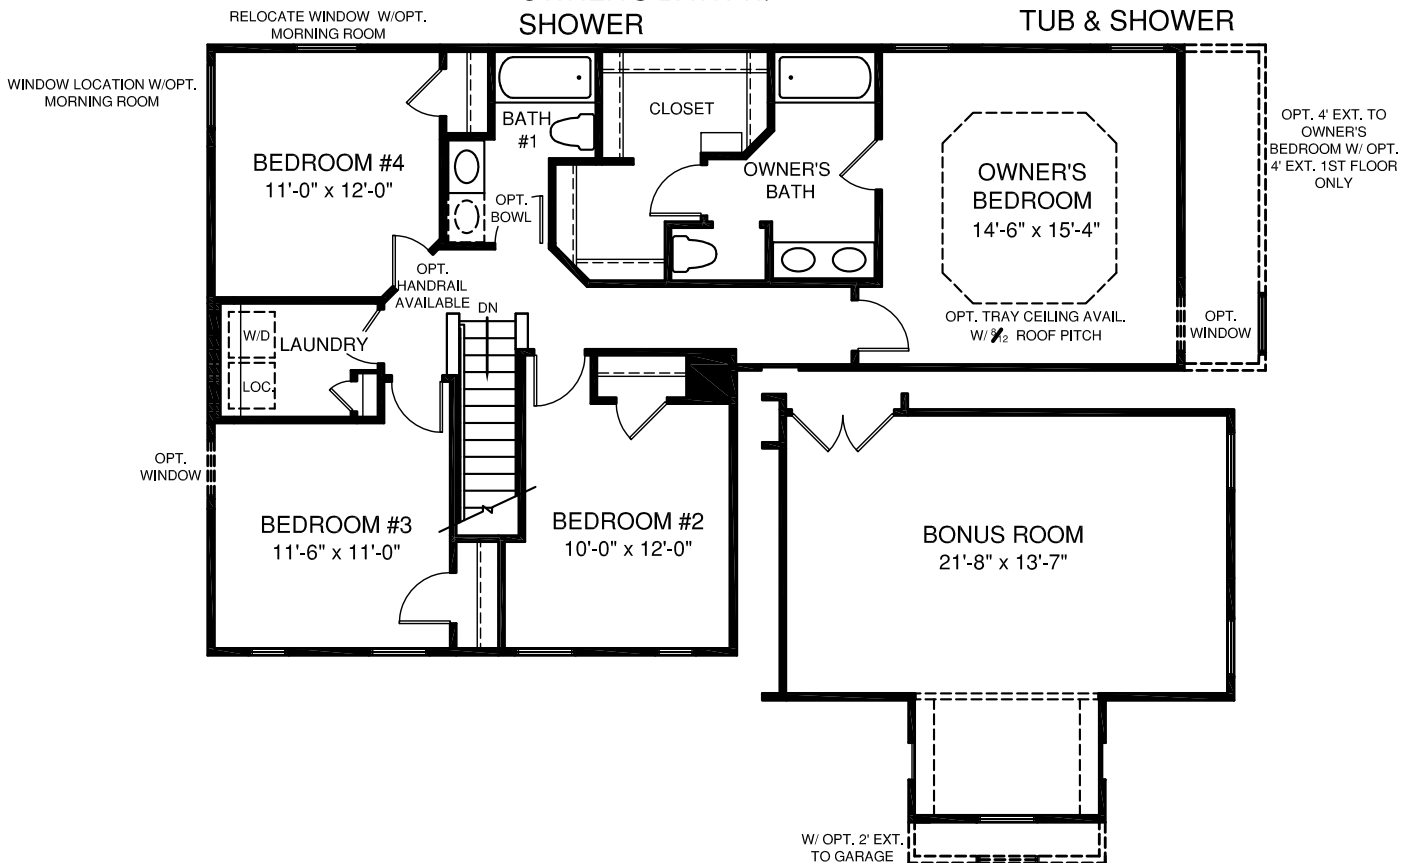 SHOWER
TUB & SHOWER
RELOCATE WINDOW W/OPT.
MORNING ROOM
WINDOW LOCATION W/OPT.
MORNING ROOM
BEDROOM #4
11'-0" x 12'-0"
BATH
#1
OPT.
BOWL
CLOSET
OWNER'S
BATH
OWNER'S
BEDROOM
14'-6" x 15'-4"
OPT. TRAY CEILING AVAIL.
W/ ROOF PITCH
OPT. 4' EXT. TO
OWNER'S
BEDROOM W/ OPT.
4' EXT. 1ST FLOOR
ONLY
OPT.
WINDOW
OPT.
HANDRAIL
AVAILABLE
DN
W/D
LOC.
LAUNDRY
OPT.
WINDOW
BEDROOM #3
11'-6" x 11'-0"
BEDROOM #2
10'-0" x 12'-0"
BONUS ROOM
21'-8" x 13'-7"
W/ OPT. 2' EXT.
TO GARAGE